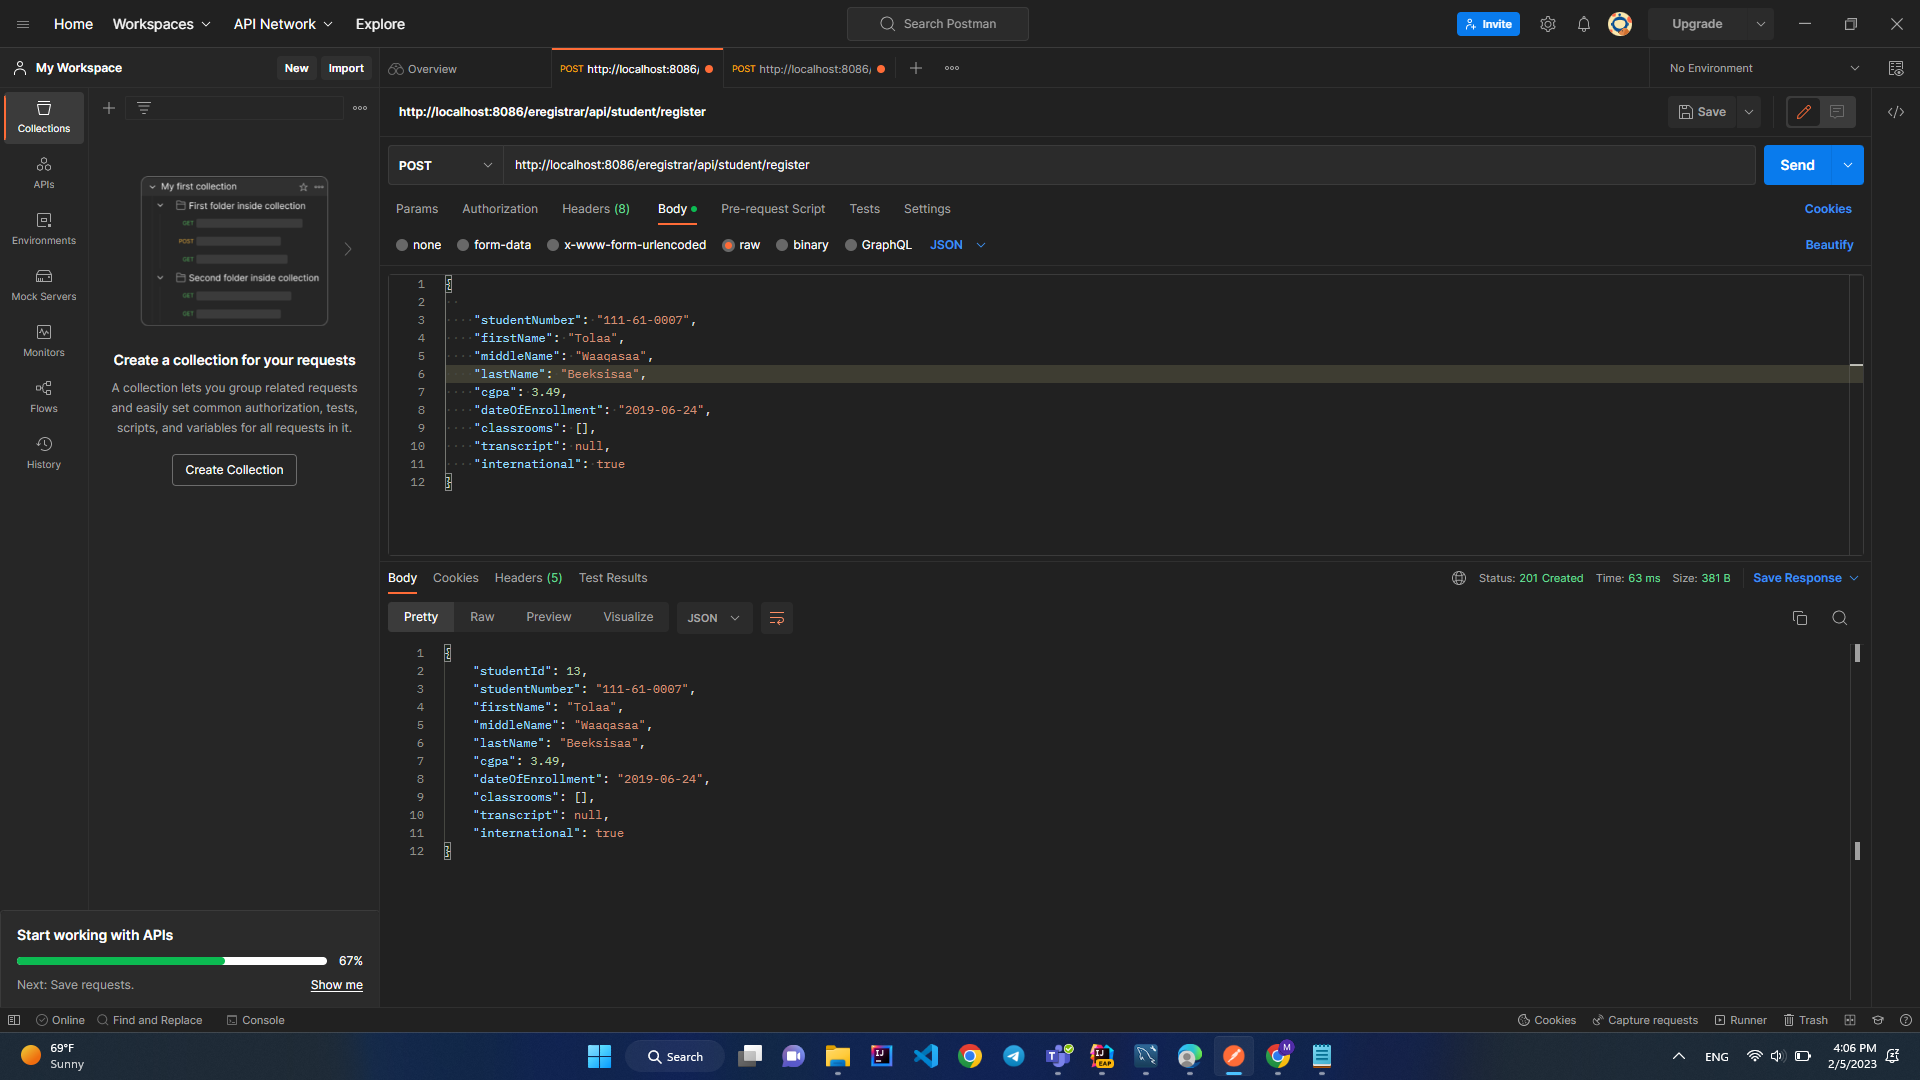 Home Workspaces API Network Explore
Search Postman
Invite
Upgrade
My Workspace
New Import
Overview
POST http://localhost:8086/
POST http://localhost:8086/
No Environment
Collections
APIs
Environments
Mock Servers
Monitors
Flows
History
My first collection
First folder inside collection
GET
POST
GET
Second folder inside collection
GET
GET
Create a collection for your requests
A collection lets you group related requests
and easily set common authorization, tests,
scripts, and variables for all requests in it.
Create Collection
http://localhost:8086/eregistrar/api/student/register
Save
POST http://localhost:8086/eregistrar/api/student/register
Send
Params Authorization Headers (8) Body Pre-request Script Tests Settings
Cookies
none form-data x-www-form-urlencoded raw binary GraphQL JSON
Beautify
1 {
2
3 "studentNumber": "111-61-0007",
4 "firstName": "Tolaa",
5 "middleName": "Waaqasaa",
6 "lastName": "Beeksisaa",
7 "cgpa": 3.49,
8 "dateOfEnrollment": "2019-06-24",
9 "classrooms": [],
10 "transcript": null,
11 "international": true
12 }
Body Cookies Headers (5) Test Results
Status: 201 Created Time: 63 ms Size: 381 B Save Response
Pretty Raw Preview Visualize JSON
1 {
2 "studentId": 13,
3 "studentNumber": "111-61-0007",
4 "firstName": "Tolaa",
5 "middleName": "Waaqasaa",
6 "lastName": "Beeksisaa",
7 "cgpa": 3.49,
8 "dateOfEnrollment": "2019-06-24",
9 "classrooms": [],
10 "transcript": null,
11 "international": true
12 }
Start working with APIs
67%
Next: Save requests. Show me
Online Find and Replace Console
Cookies Capture requests Runner Trash
69°F
Sunny
Search
IJ
IJ
EAP
M
ENG
4:06 PM
2/5/2023